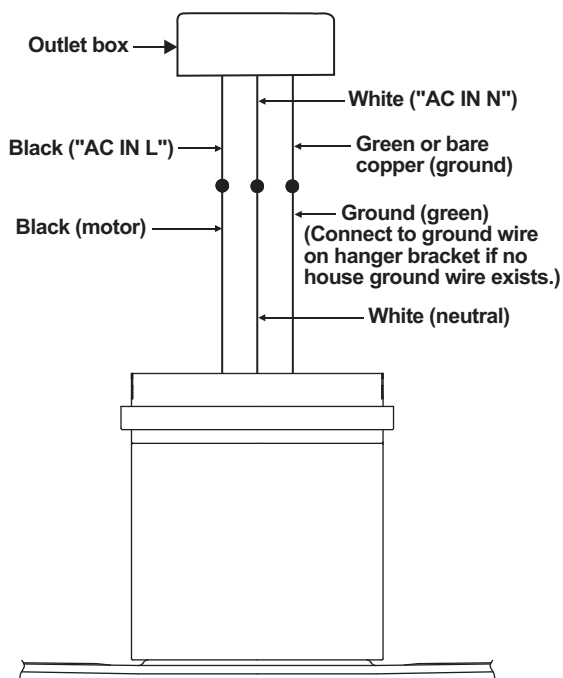 Outlet box
White ("AC IN N")
Black ("AC IN L")
Green or bare
copper (ground)
Black (motor)
Ground (green)
(Connect to ground wire
on hanger bracket if no
house ground wire exists.)
White (neutral)